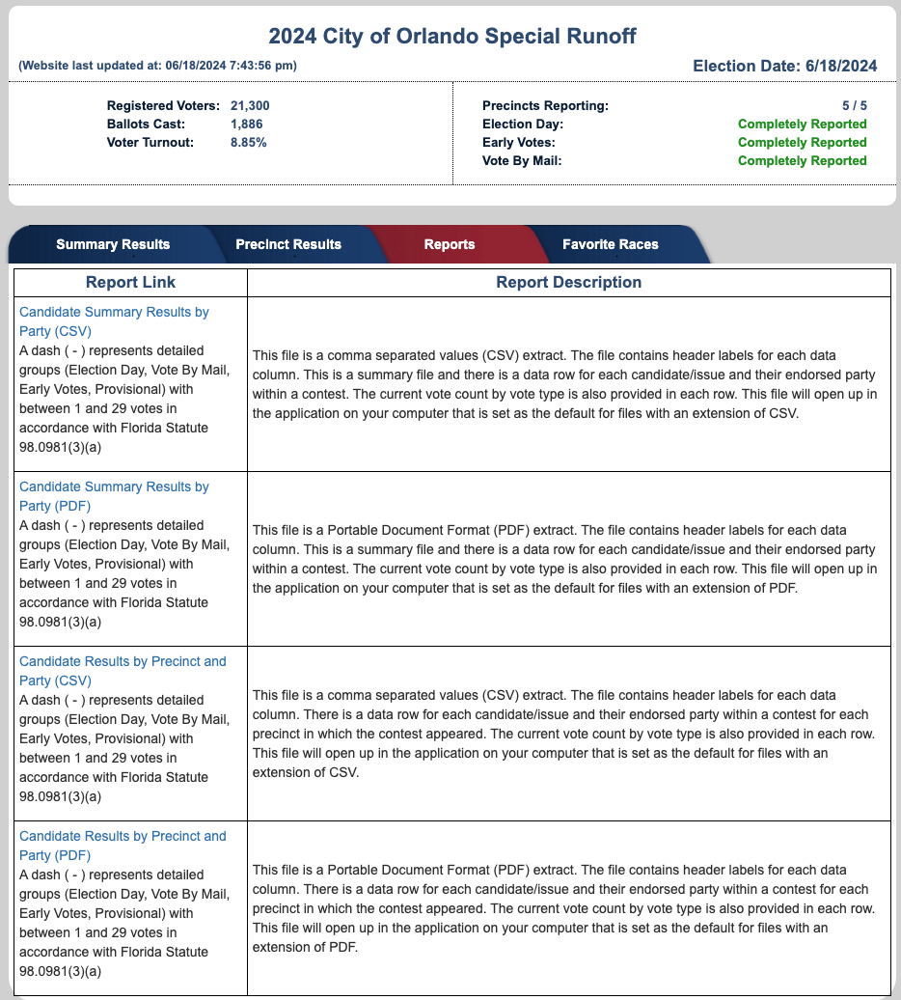 2024 City of Orlando Special Runoff
(Website last updated at: 06/18/2024 7:43:56 pm)
Election Date: 6/18/2024
Registered Voters: 21,300
Ballots Cast: 1,886
Voter Turnout: 8.85%
Precincts Reporting: 5 / 5
Election Day: Completely Reported
Early Votes: Completely Reported
Vote By Mail: Completely Reported
Summary Results
Precinct Results
Reports
Favorite Races
Report Link
Report Description
Candidate Summary Results by
Party (CSV)
A dash ( - ) represents detailed
groups (Election Day, Vote By Mail,
Early Votes, Provisional) with
between 1 and 29 votes in
accordance with Florida Statute
98.0981(3)(a)
This file is a comma separated values (CSV) extract. The file contains header labels for each data
column. This is a summary file and there is a data row for each candidate/issue and their endorsed party
within a contest. The current vote count by vote type is also provided in each row. This file will open up in
the application on your computer that is set as the default for files with an extension of CSV.
Candidate Summary Results by
Party (PDF)
A dash ( - ) represents detailed
groups (Election Day, Vote By Mail,
Early Votes, Provisional) with
between 1 and 29 votes in
accordance with Florida Statute
98.0981(3)(a)
This file is a Portable Document Format (PDF) extract. The file contains header labels for each data
column. This is a summary file and there is a data row for each candidate/issue and their endorsed party
within a contest. The current vote count by vote type is also provided in each row. This file will open up in
the application on your computer that is set as the default for files with an extension of PDF.
Candidate Results by Precinct and
Party (CSV)
A dash ( - ) represents detailed
groups (Election Day, Vote By Mail,
Early Votes, Provisional) with
between 1 and 29 votes in
accordance with Florida Statute
98.0981(3)(a)
This file is a comma separated values (CSV) extract. The file contains header labels for each data
column. There is a data row for each candidate/issue and their endorsed party within a contest for each
precinct in which the contest appeared. The current vote count by vote type is also provided in each row.
This file will open up in the application on your computer that is set as the default for files with an
extension of CSV.
Candidate Results by Precinct and
Party (PDF)
A dash ( - ) represents detailed
groups (Election Day, Vote By Mail,
Early Votes, Provisional) with
between 1 and 29 votes in
accordance with Florida Statute
98.0981(3)(a)
This file is a Portable Document Format (PDF) extract. The file contains header labels for each data
column. There is a data row for each candidate/issue and their endorsed party within a contest for each
precinct in which the contest appeared. The current vote count by vote type is also provided in each row.
This file will open up in the application on your computer that is set as the default for files with an
extension of PDF.